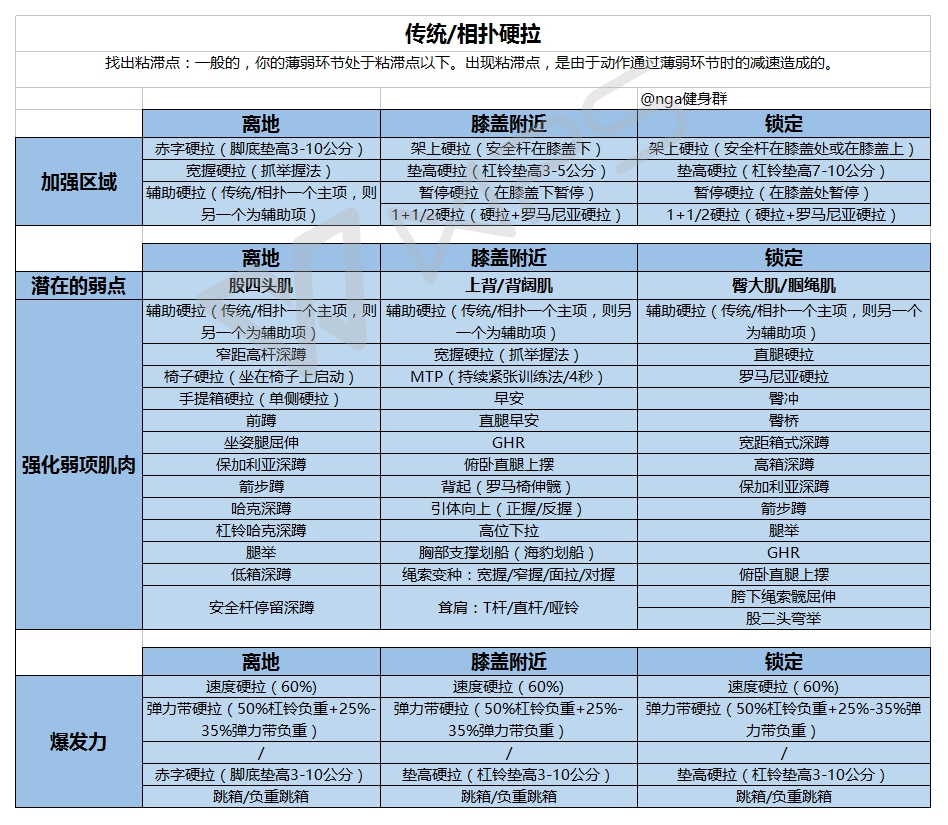 传统/相扑硬拉
找出粘滞点：一般的，你的薄弱环节处于粘滞点以下。出现粘滞点，是由于动作通过薄弱环节时的减速造成的。
@nga健身群
离地 膝盖附近 锁定
加强区域
赤字硬拉（脚底垫高3-10公分） 架上硬拉（安全杆在膝盖下） 架上硬拉（安全杆在膝盖处或在膝盖上）
宽握硬拉（抓举握法） 垫高硬拉（杠铃垫高3-5公分） 垫高硬拉（杠铃垫高7-10公分）
辅助硬拉（传统/相扑一个主项，则 暂停硬拉（在膝盖下暂停） 暂停硬拉（在膝盖处暂停）
另一个为辅助项） 1+1/2硬拉（硬拉+罗马尼亚硬拉） 1+1/2硬拉（硬拉+罗马尼亚硬拉）
离地 膝盖附近 锁定
潜在的弱点 股四头肌 上背/背阔肌 臀大肌/腘绳肌
强化弱项肌肉
辅助硬拉（传统/相扑一个主项，则 辅助硬拉（传统/相扑一个主项，则另 辅助硬拉（传统/相扑一个主项，则另一个
另一个为辅助项） 一个为辅助项） 为辅助项）
窄距高杆深蹲 宽握硬拉（抓举握法） 直腿硬拉
椅子硬拉（坐在椅子上启动） MTP（持续紧张训练法/4秒） 罗马尼亚硬拉
手提箱硬拉（单侧硬拉） 早安 臀冲
前蹲 直腿早安 臀桥
坐姿腿屈伸 GHR 宽距箱式深蹲
保加利亚深蹲 俯卧直腿上摆 高箱深蹲
箭步蹲 背起（罗马椅伸髋） 保加利亚深蹲
哈克深蹲 引体向上（正握/反握） 箭步蹲
杠铃哈克深蹲 高位下拉 腿举
腿举 胸部支撑划船（海豹划船） GHR
低箱深蹲 绳索变种：宽握/窄握/面拉/对握 俯卧直腿上摆
安全杆停留深蹲 耸肩：T杆/直杆/哑铃 胯下绳索髋屈伸
股二头弯举
离地 膝盖附近 锁定
爆发力
速度硬拉（60%) 速度硬拉（60%) 速度硬拉（60%)
弹力带硬拉（50%杠铃负重+25%- 弹力带硬拉（50%杠铃负重+25%- 弹力带硬拉（50%杠铃负重+25%-35%弹
35%弹力带负重） 35%弹力带负重） 力带负重）
/ / /
赤字硬拉（脚底垫高3-10公分） 垫高硬拉（杠铃垫高3-10公分） 垫高硬拉（杠铃垫高3-10公分）
跳箱/负重跳箱 跳箱/负重跳箱 跳箱/负重跳箱
WPS